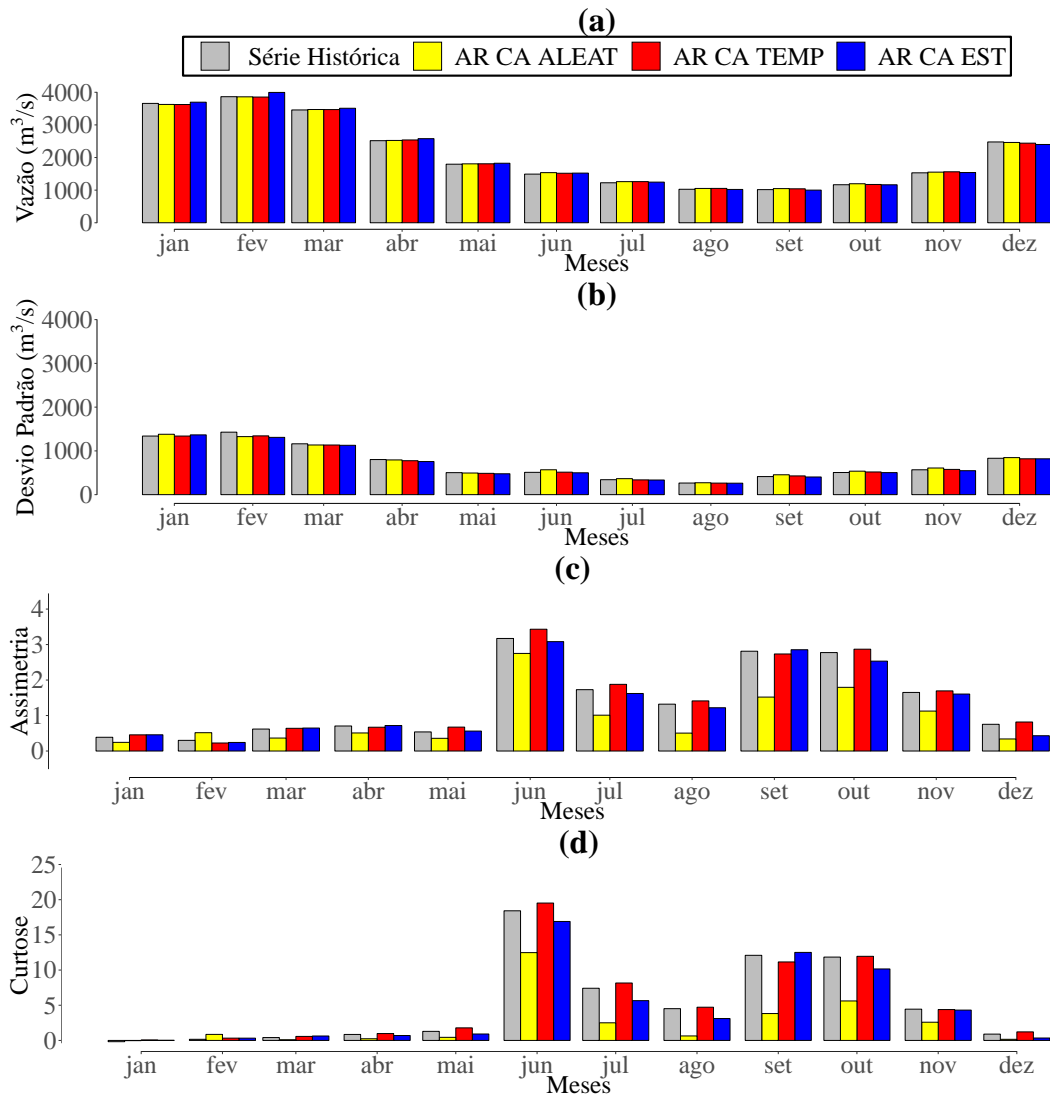 (a)
Série Histórica AR CA ALEAT AR CA TEMP AR CA EST
Vazão (m³/s)
4000
3000
2000
1000
0
jan fev mar abr mai jun jul ago set out nov dez
Meses
(b)
Desvio Padrão (m³/s)
4000
3000
2000
1000
0
jan fev mar abr mai jun jul ago set out nov dez
Meses
(c)
Assimetria
4
3
2
1
0
jan fev mar abr mai jun jul ago set out nov dez
Meses
(d)
Curtose
25
20
15
10
5
0
jan fev mar abr mai jun jul ago set out nov dez
Meses